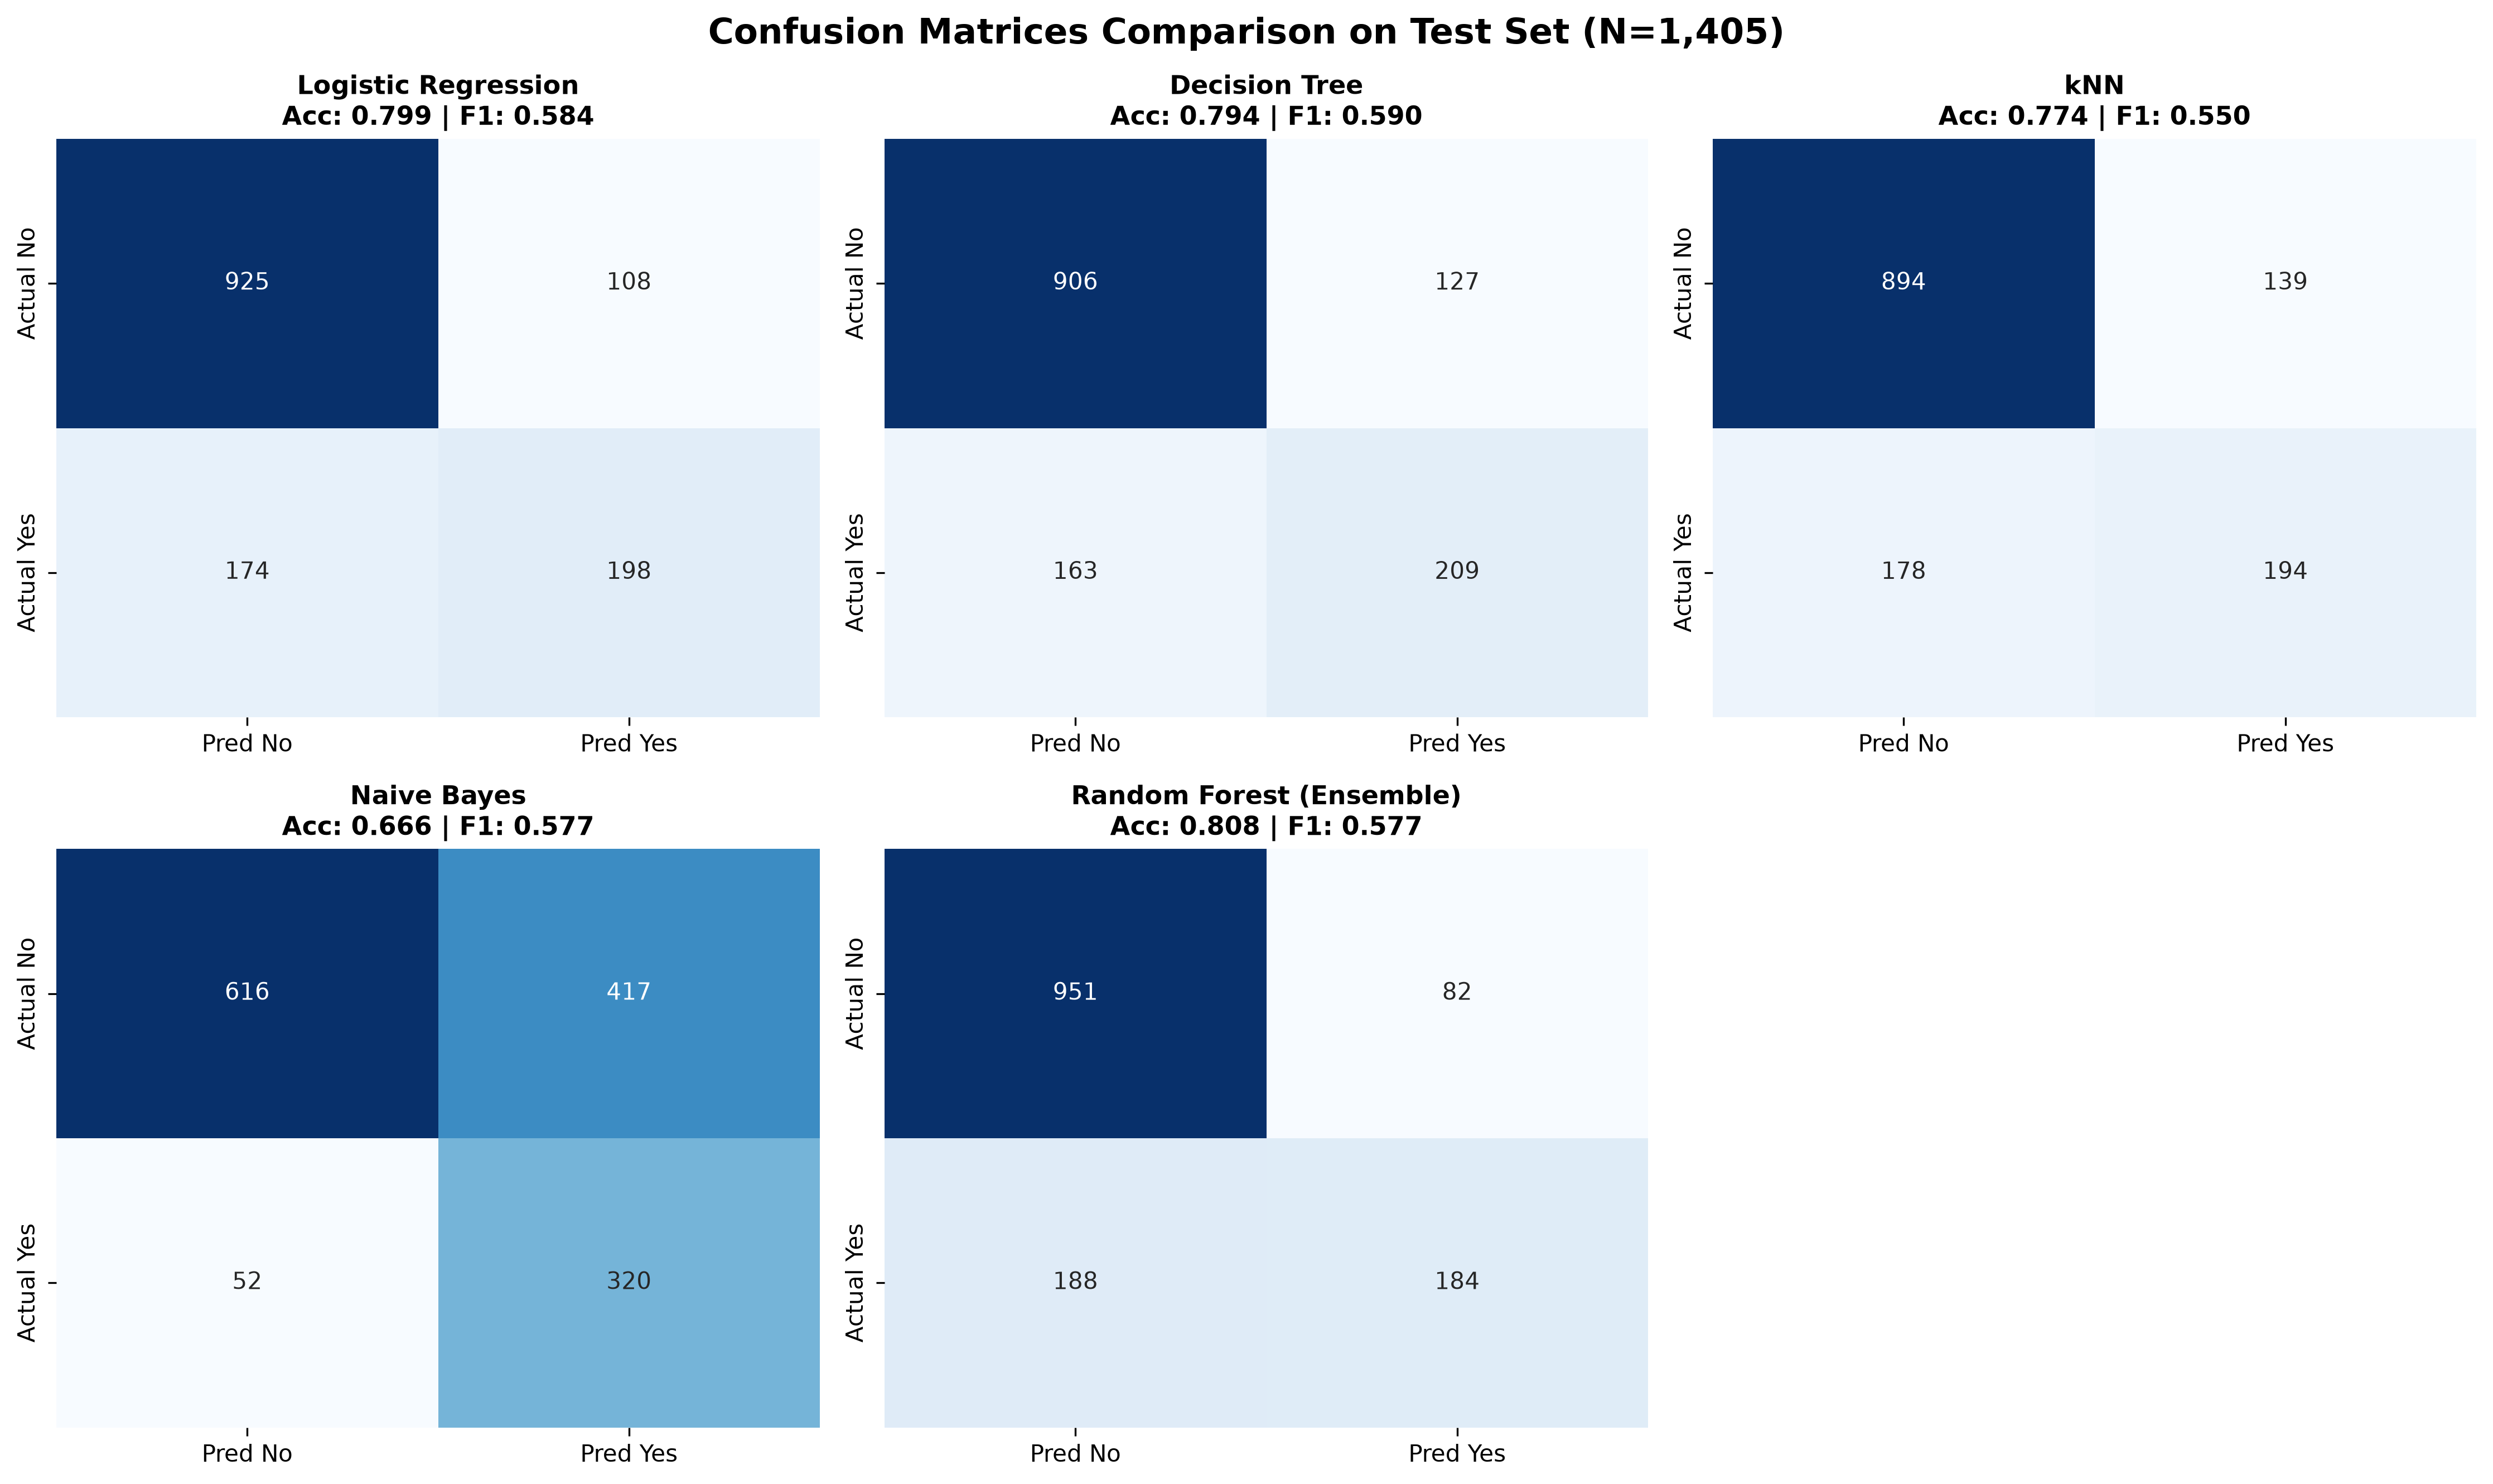 Confusion Matrices Comparison on Test Set (N=1,405)
Logistic Regression
Acc: 0.799 | F1: 0.584
Actual No
925
108
Actual Yes
174
198
Pred No
Pred Yes
Decision Tree
Acc: 0.794 | F1: 0.590
Actual No
906
127
Actual Yes
163
209
Pred No
Pred Yes
kNN
Acc: 0.774 | F1: 0.550
Actual No
894
139
Actual Yes
178
194
Pred No
Pred Yes
Naive Bayes
Acc: 0.666 | F1: 0.577
Actual No
616
417
Actual Yes
52
320
Pred No
Pred Yes
Random Forest (Ensemble)
Acc: 0.808 | F1: 0.577
Actual No
951
82
Actual Yes
188
184
Pred No
Pred Yes